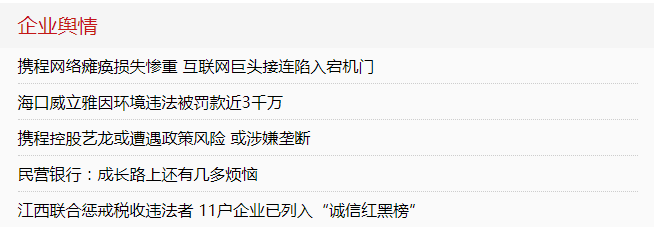 企业舆情
携程网络瘫痪损失惨重 互联网巨头接连陷入宕机门
海口威立雅因环境违法被罚款近3千万
携程控股艺龙或遭遇政策风险 或涉嫌垄断
民营银行：成长路上还有几多烦恼
江西联合惩戒税收违法者 11户企业已列入“诚信红黑榜”